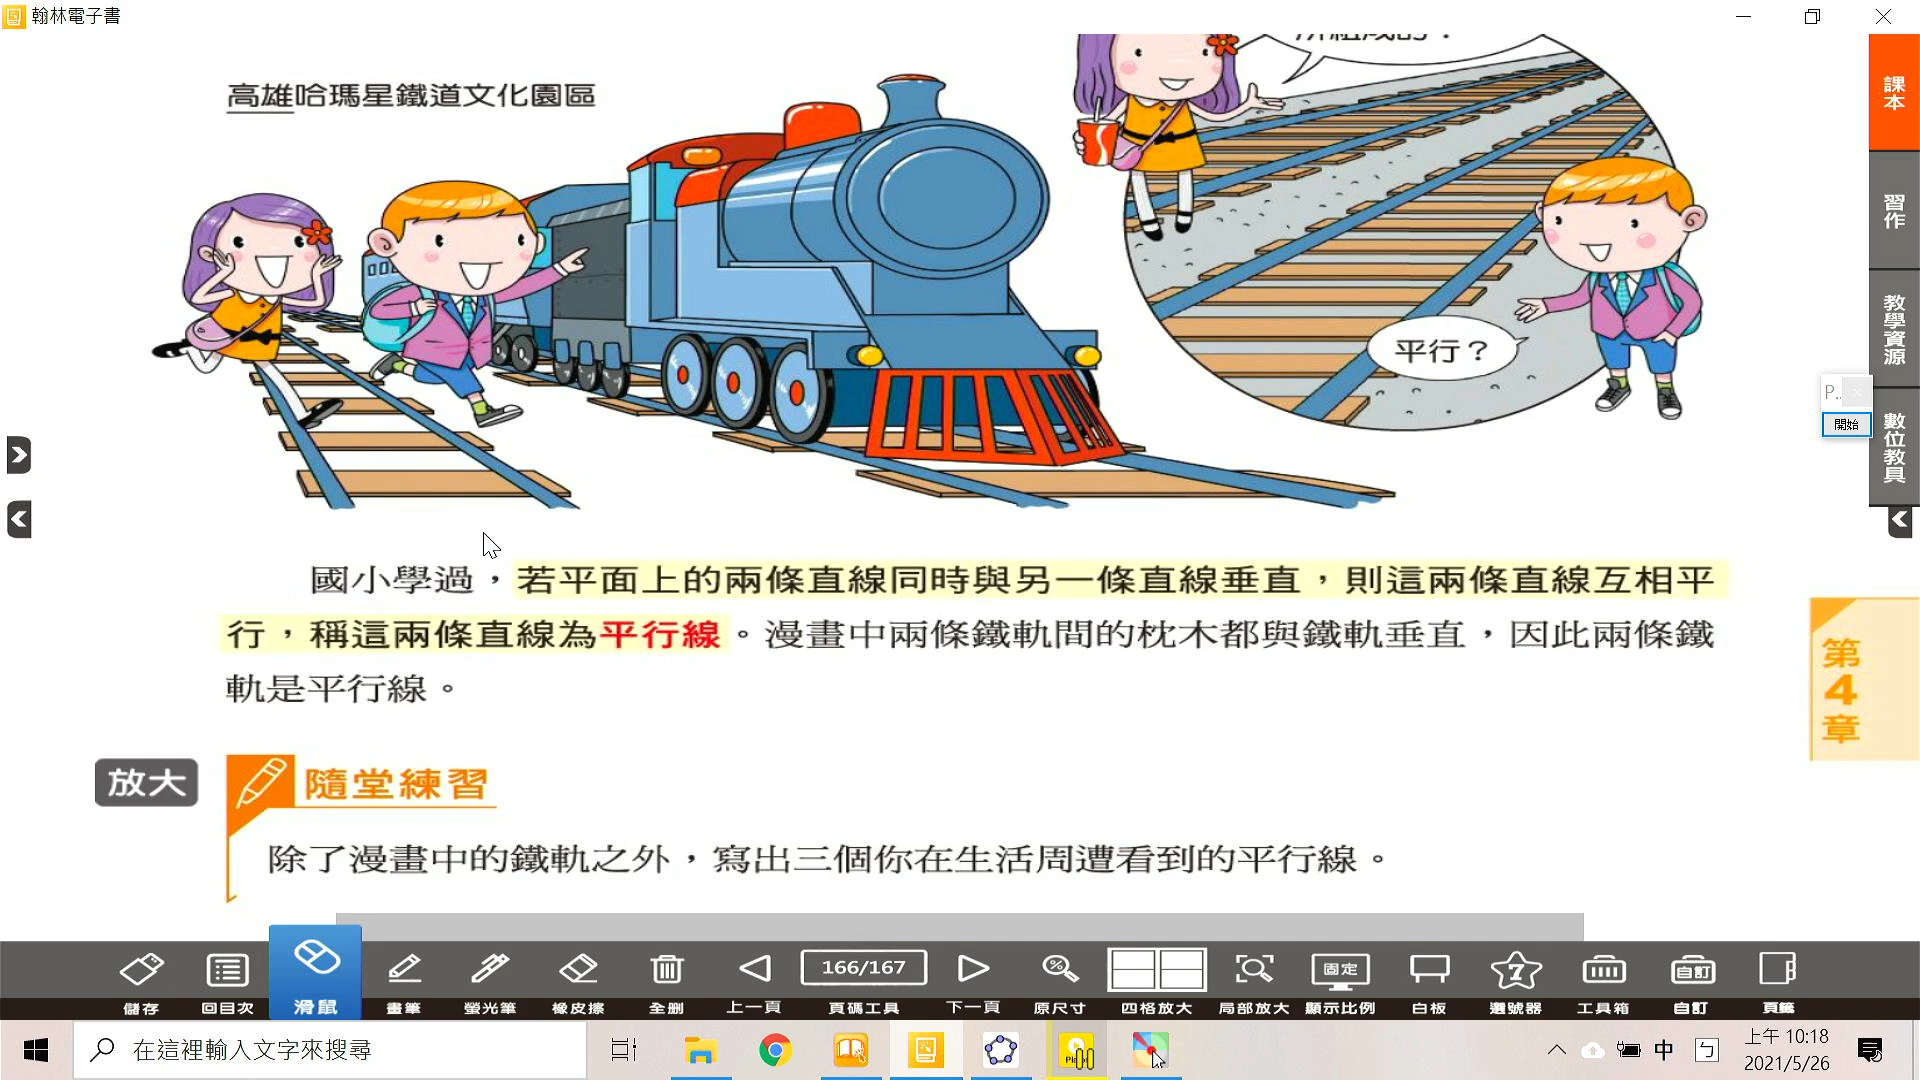 翰林電子書
所組成的？
高雄哈瑪星鐵道文化園區
平行？
課本
習作
教學資源
數位教具
P..
開始
國小學過，若平面上的兩條直線同時與另一條直線垂直，則這兩條直線互相平
行，稱這兩條直線為平行線。漫畫中兩條鐵軌間的枕木都與鐵軌垂直，因此兩條鐵
軌是平行線。
第4章
放大
隨堂練習
除了漫畫中的鐵軌之外，寫出三個你在生活周遭看到的平行線。
166/167
固定
自訂
儲存 回目次 滑鼠 畫筆 螢光筆 橡皮擦 全刪 上一頁 頁碼工具 下一頁 原尺寸 四格放大 局部放大 顯示比例 白板 選號器 工具箱 自訂 頁籤
在這裡輸入文字來搜尋
中
ㄅ
上午 10:18
2021/5/26